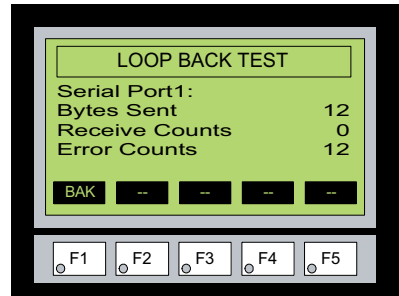 LOOP BACK TEST
Serial Port1:
Bytes Sent 12
Receive Counts 0
Error Counts 12
BAK -- -- -- --
F1 F2 F3 F4 F5